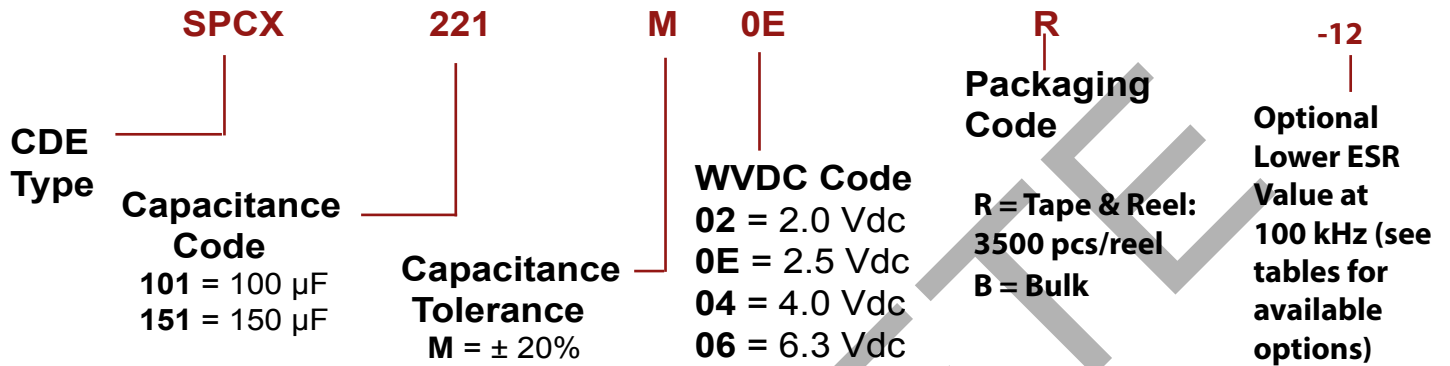 SPCX 221 M 0E R -12
CDE
Type
Capacitance
Code
101 = 100 µF
151 = 150 µF
Capacitance
Tolerance
M = ± 20%
WVDC Code
02 = 2.0 Vdc
0E = 2.5 Vdc
04 = 4.0 Vdc
06 = 6.3 Vdc
Packaging
Code
R = Tape & Reel:
3500 pcs/reel
B = Bulk
Optional
Lower ESR
Value at
100 kHz (see
tables for
available
options)
TE